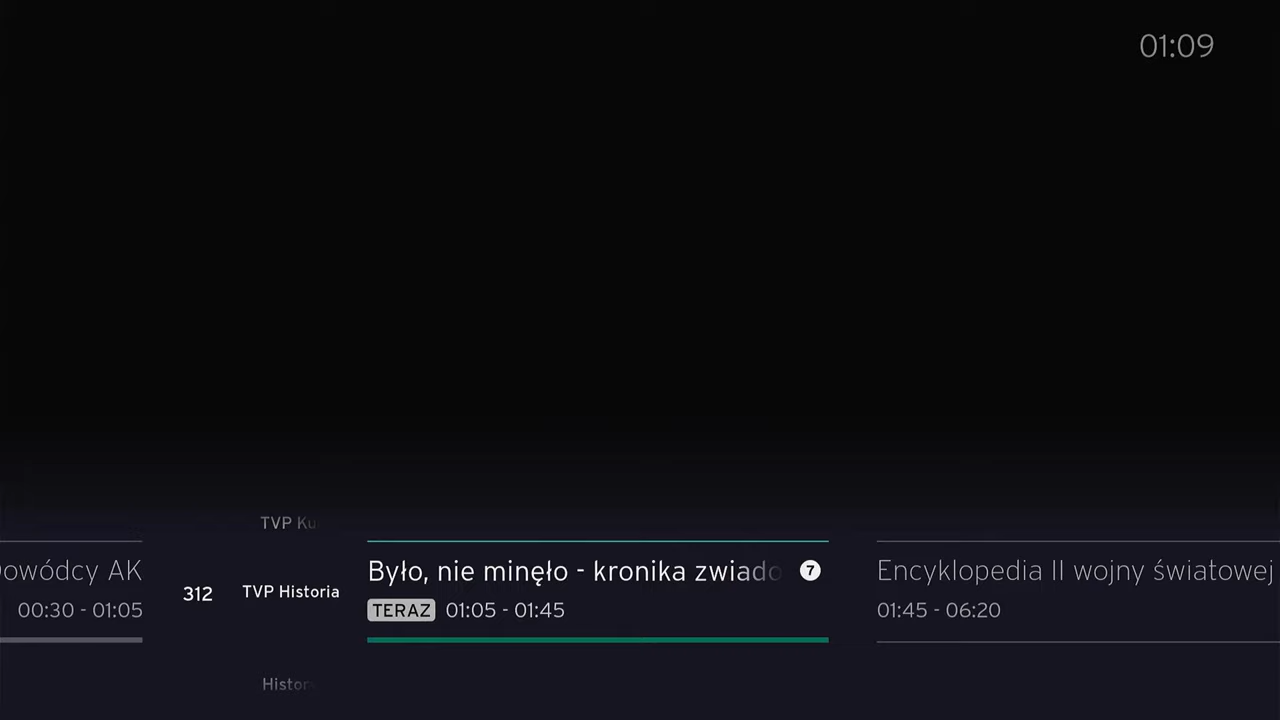 01:09
TVP Ku
Dowódcy AK
00:30 - 01:05
312
TVP Historia
Było, nie minęło - kronika zwiado
7
TERAZ 01:05 - 01:45
Encyklopedia II wojny światowej
01:45 - 06:20
Histor